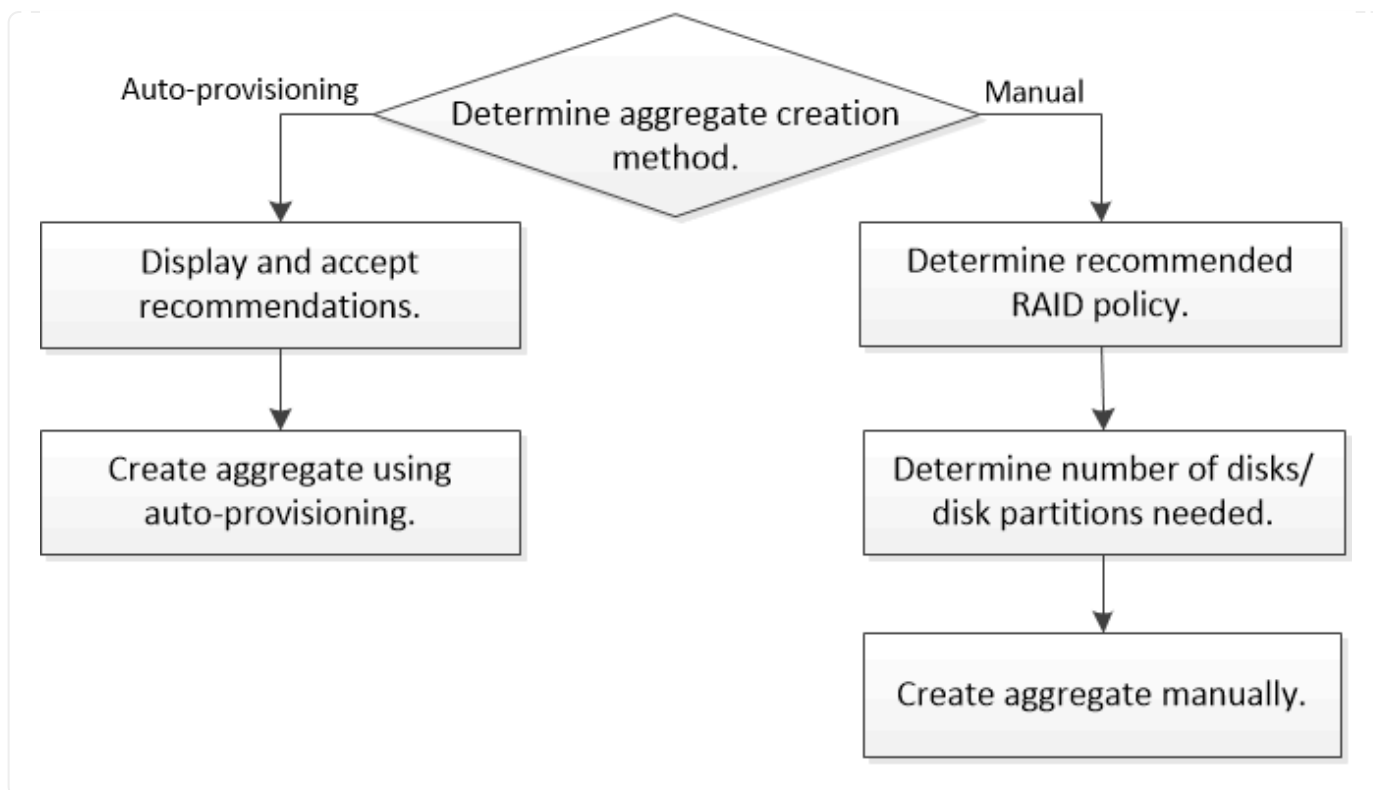 Determine aggregate creation
method.
Auto-provisioning
Display and accept
recommendations.
Create aggregate using
auto-provisioning.
Manual
Determine recommended
RAID policy.
Determine number of disks/
disk partitions needed.
Create aggregate manually.